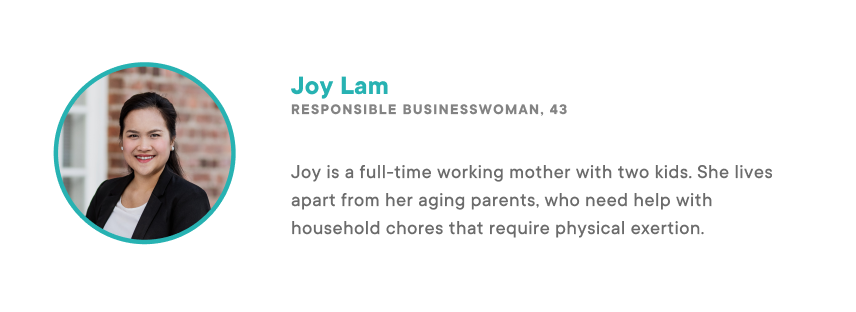 Joy Lam
RESPONSIBLE BUSINESSWOMAN, 43
Joy is a full-time working mother with two kids. She lives
apart from her aging parents, who need help with
household chores that require physical exertion.